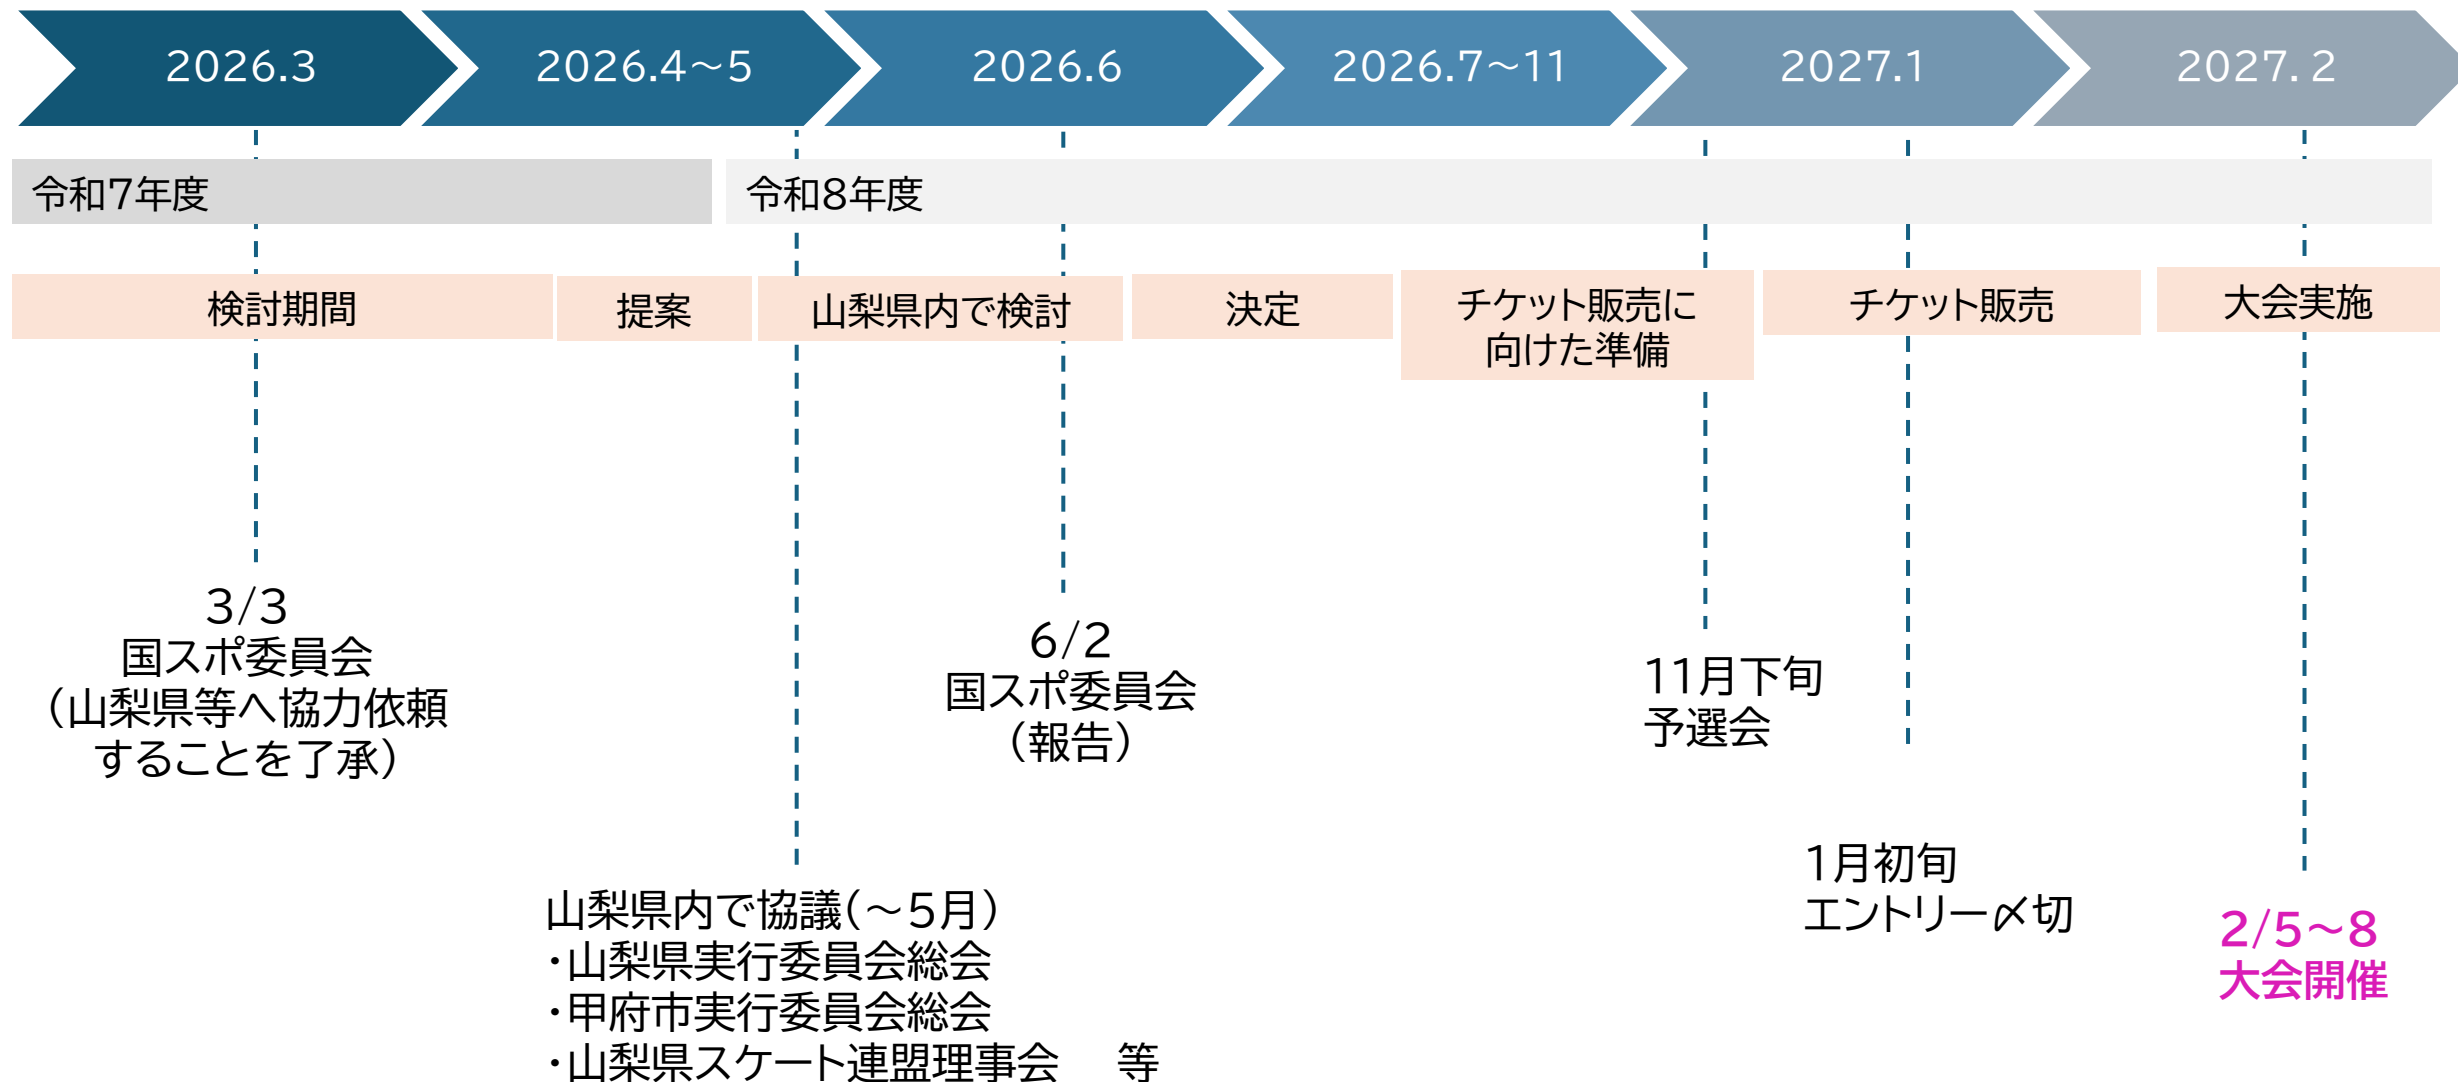 2026.3
2026.4～5
2026.6
2026.7～11
2027.1
2027. 2
令和7年度
令和8年度
検討期間
提案
山梨県内で検討
決定
チケット販売に
向けた準備
チケット販売
大会実施
3/3
国スポ委員会
（山梨県等へ協力依頼
することを了承）
6/2
国スポ委員会
（報告）
11月下旬
予選会
1月初旬
エントリー〆切
山梨県内で協議（～5月）
・山梨県実行委員会総会
・甲府市実行委員会総会
・山梨県スケート連盟理事会　等
2/5～8
大会開催